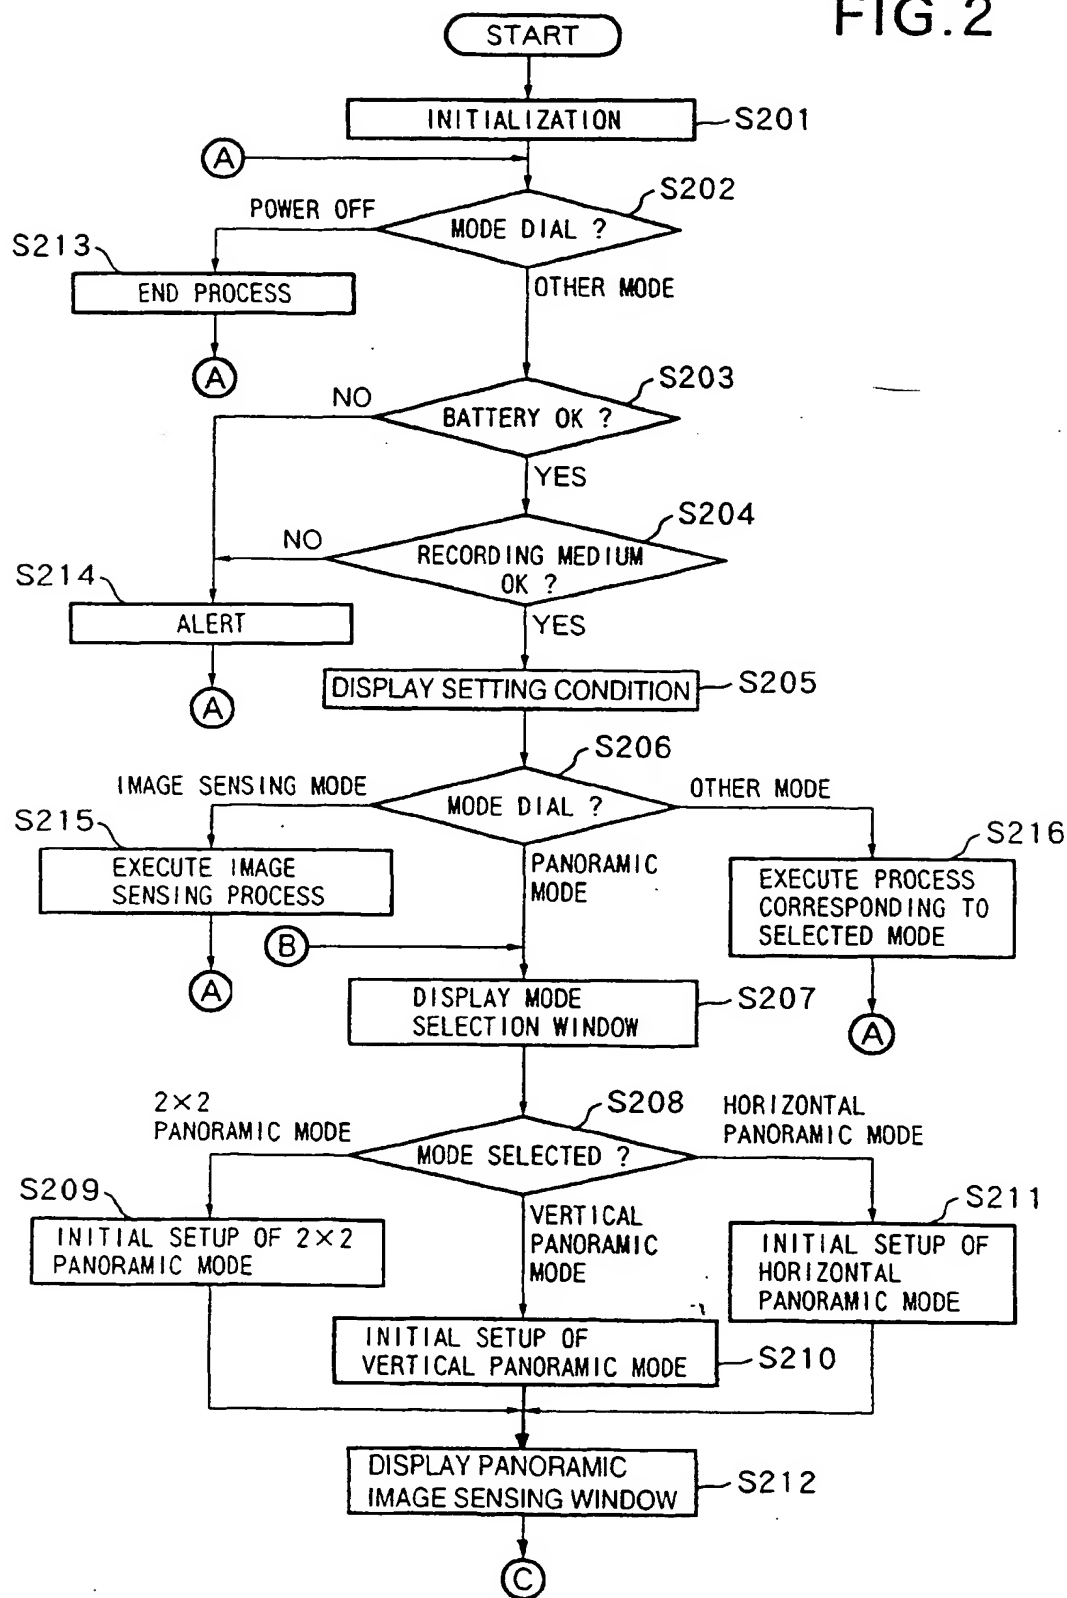 FIG.2
START
INITIALIZATION
S201
A
S202
POWER OFF
MODE DIAL ?
S213
END PROCESS
OTHER MODE
A
S203
NO
BATTERY OK ?
YES
S204
NO
RECORDING MEDIUM
OK ?
S214
ALERT
YES
DISPLAY SETTING CONDITION
S205
A
S206
IMAGE SENSING MODE
MODE DIAL ?
OTHER MODE
S215
EXECUTE IMAGE
SENSING PROCESS
PANORAMIC
MODE
S216
EXECUTE PROCESS
CORRESPONDING TO
SELECTED MODE
B
A
DISPLAY MODE
SELECTION WINDOW
S207
A
2×2
PANORAMIC MODE
S208
MODE SELECTED ?
HORIZONTAL
PANORAMIC MODE
S209
INITIAL SETUP OF 2×2
PANORAMIC MODE
VERTICAL
PANORAMIC
MODE
S211
INITIAL SETUP OF
HORIZONTAL
PANORAMIC MODE
INITIAL SETUP OF
VERTICAL PANORAMIC MODE
S210
DISPLAY PANORAMIC
IMAGE SENSING WINDOW
S212
C